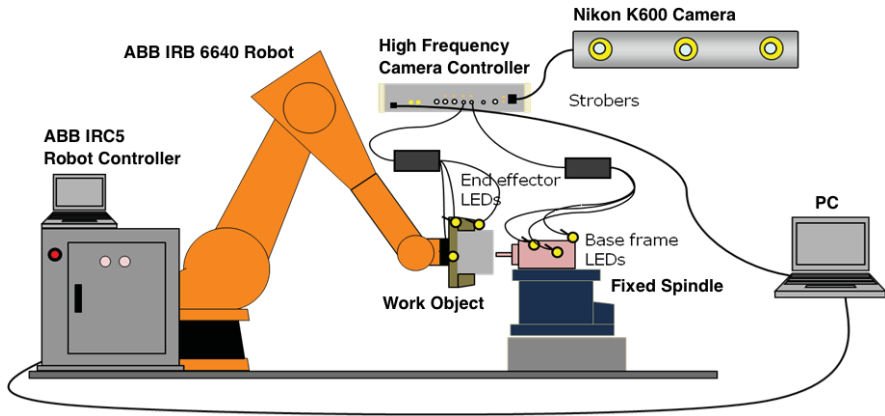 Nikon K600 Camera
ABB IRB 6640 Robot
High Frequency
Camera Controller
Strobers
ABB IRC5
Robot Controller
End effector
LEDs
PC
Base frame
LEDs
Work Object
Fixed Spindle